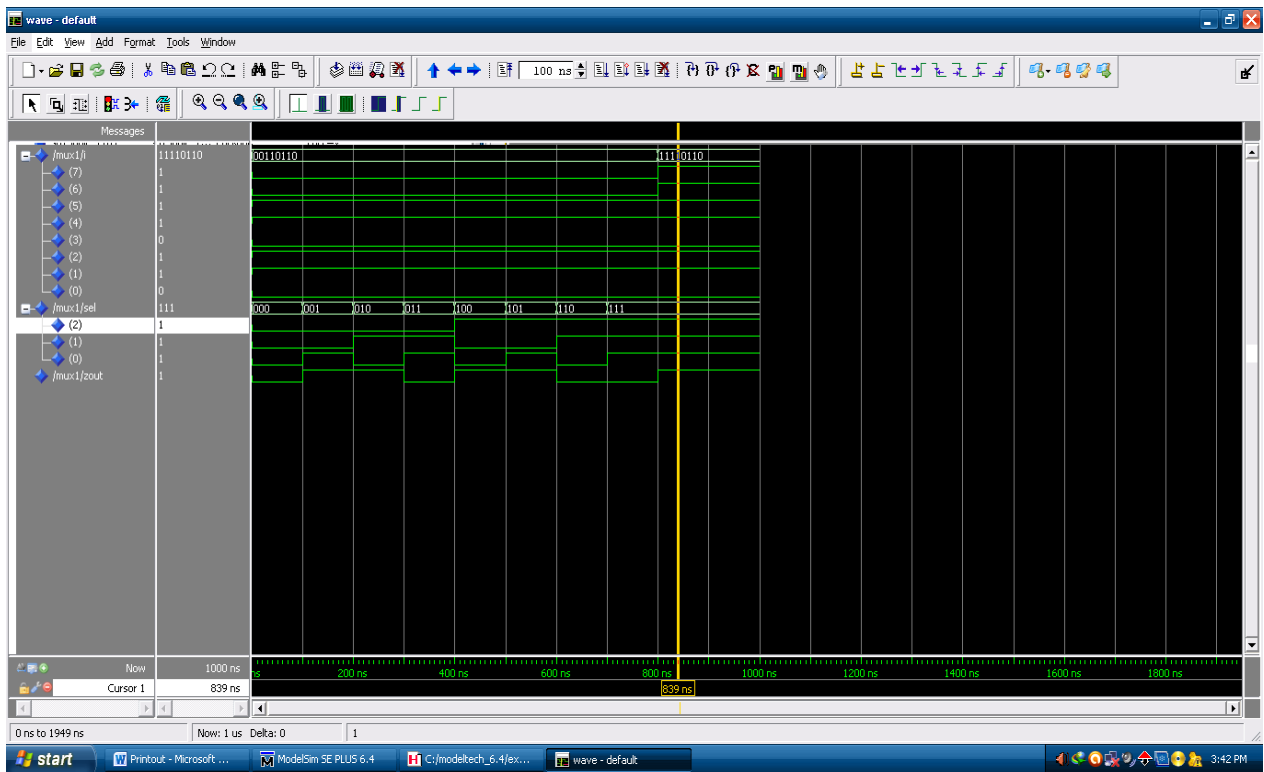 wave - default
File Edit View Add Format Tools Window
100 ns
Messages
/mux1/i 11110110 00110110 11110110
(7) 1
(6) 1
(5) 1
(4) 1
(3) 0
(2) 1
(1) 1
(0) 0
/mux1/sel 111 000 001 010 011 100 101 110 111
(2) 1
(1) 1
(0) 1
/mux1/zout 1
Now 1000 ns ns 200 ns 400 ns 600 ns 800 ns 1000 ns 1200 ns 1400 ns 1600 ns 1800 ns
Cursor 1 839 ns 839 ns
0 ns to 1949 ns Now: 1 us Delta: 0 1
start Printout - Microsoft ... ModelSim SE PLUS 6.4 C:/modeltech_6.4/ex... wave - default 3:42 PM